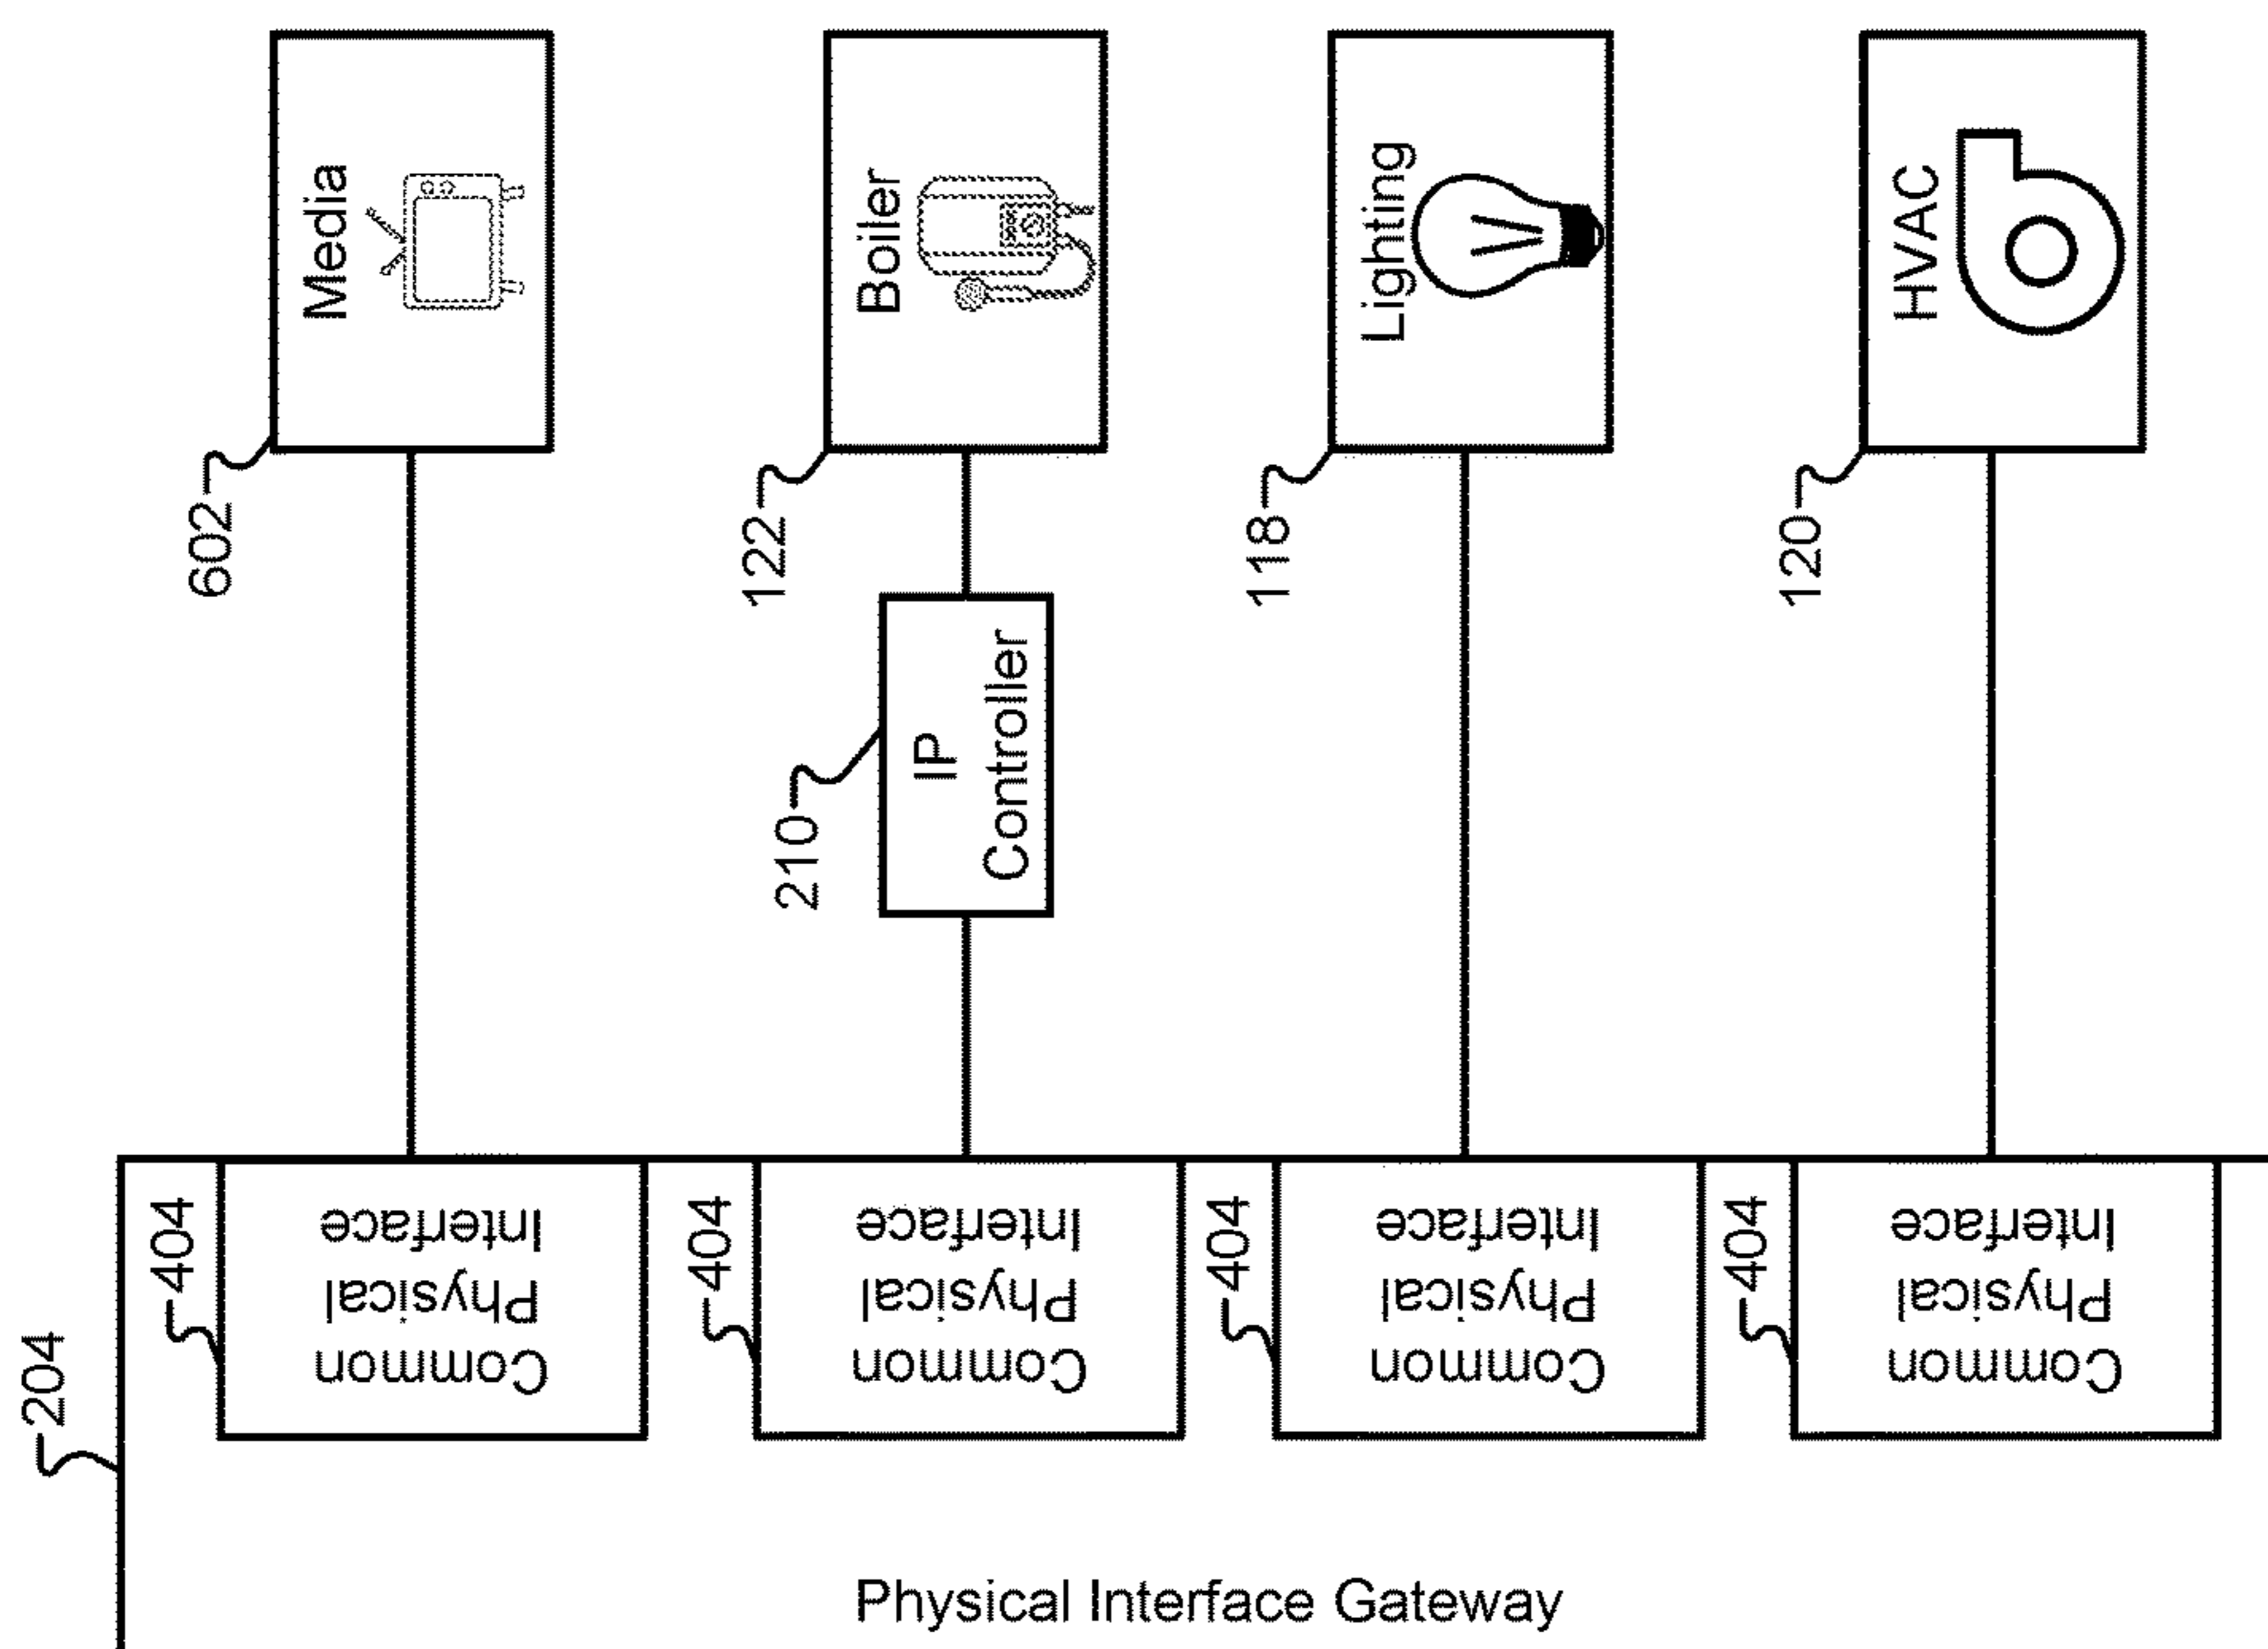 204
404
Common
Physical
Interface
602
Media
404
Common
Physical
Interface
210
IP
Controller
122
Boiler
404
Common
Physical
Interface
118
Lighting
404
Common
Physical
Interface
120
HVAC
Physical Interface Gateway